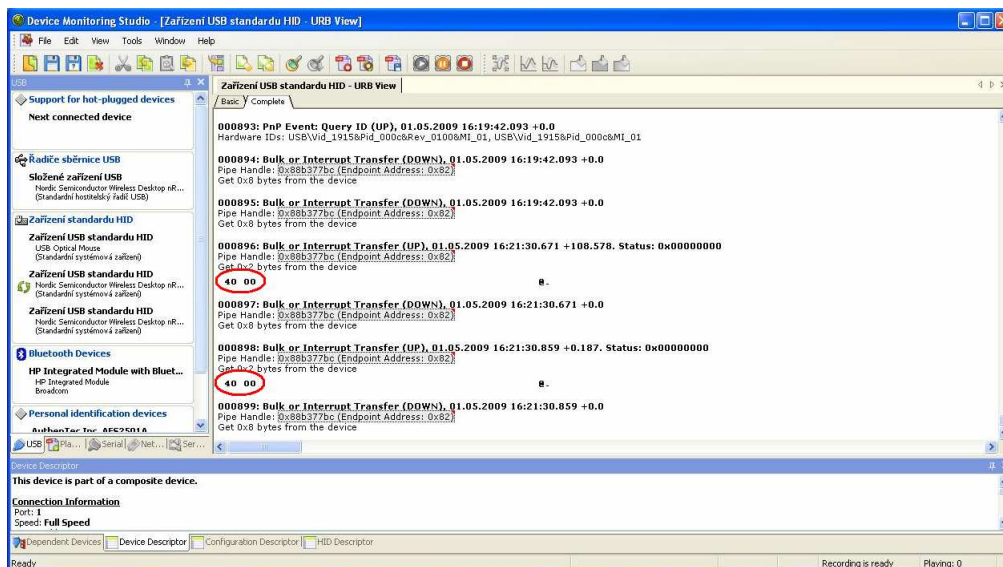 Device Monitoring Studio - [Zařízení USB standardu HID - URB View]
File Edit View Tools Window Help
USB
Support for hot-plugged devices
Next connected device
Řadiče sběrnice USB
Složené zařízení USB
Nordic Semiconductor Wireless Desktop nR...
(Standardní hostitelský řadič USB)
Zařízení standardu HID
Zařízení USB standardu HID
USB Optical Mouse
(Standardní systémová zařízení)
Zařízení USB standardu HID
Nordic Semiconductor Wireless Desktop nR...
(Standardní systémová zařízení)
Zařízení USB standardu HID
Nordic Semiconductor Wireless Desktop nR...
(Standardní systémová zařízení)
Bluetooth Devices
HP Integrated Module with Bluet...
HP Integrated Module
Broadcom
Personal identification devices
AuthenTec Inc. AES2501A
USB Pla... Serial Net... Ser...
Zařízení USB standardu HID - URB View
Basic Complete
000893: PnP Event: Query ID (UP), 01.05.2009 16:19:42.093 +0.0
Hardware IDs: USB\Vid_1915&Pid_000c&Rev_0100&MI_01, USB\Vid_1915&Pid_000c&MI_01
000894: Bulk or Interrupt Transfer (DOWN), 01.05.2009 16:19:42.093 +0.0
Pipe Handle: 0x88b377bc (Endpoint Address: 0x82)
Get 0x8 bytes from the device
000895: Bulk or Interrupt Transfer (DOWN), 01.05.2009 16:19:42.093 +0.0
Pipe Handle: 0x88b377bc (Endpoint Address: 0x82)
Get 0x8 bytes from the device
000896: Bulk or Interrupt Transfer (UP), 01.05.2009 16:21:30.671 +108.578. Status: 0x00000000
Pipe Handle: 0x88b377bc (Endpoint Address: 0x82)
Get 0x2 bytes from the device
40 00 @.
000897: Bulk or Interrupt Transfer (DOWN), 01.05.2009 16:21:30.671 +0.0
Pipe Handle: 0x88b377bc (Endpoint Address: 0x82)
Get 0x8 bytes from the device
000898: Bulk or Interrupt Transfer (UP), 01.05.2009 16:21:30.859 +0.187. Status: 0x00000000
Pipe Handle: 0x88b377bc (Endpoint Address: 0x82)
Get 0x2 bytes from the device
40 00 @.
000899: Bulk or Interrupt Transfer (DOWN), 01.05.2009 16:21:30.859 +0.0
Pipe Handle: 0x88b377bc (Endpoint Address: 0x82)
Get 0x8 bytes from the device
Device Descriptor
This device is part of a composite device.
Connection Information
Port: 1
Speed: Full Speed
Dependent Devices Device Descriptor Configuration Descriptor HID Descriptor
Ready Recording is ready Playing: 0